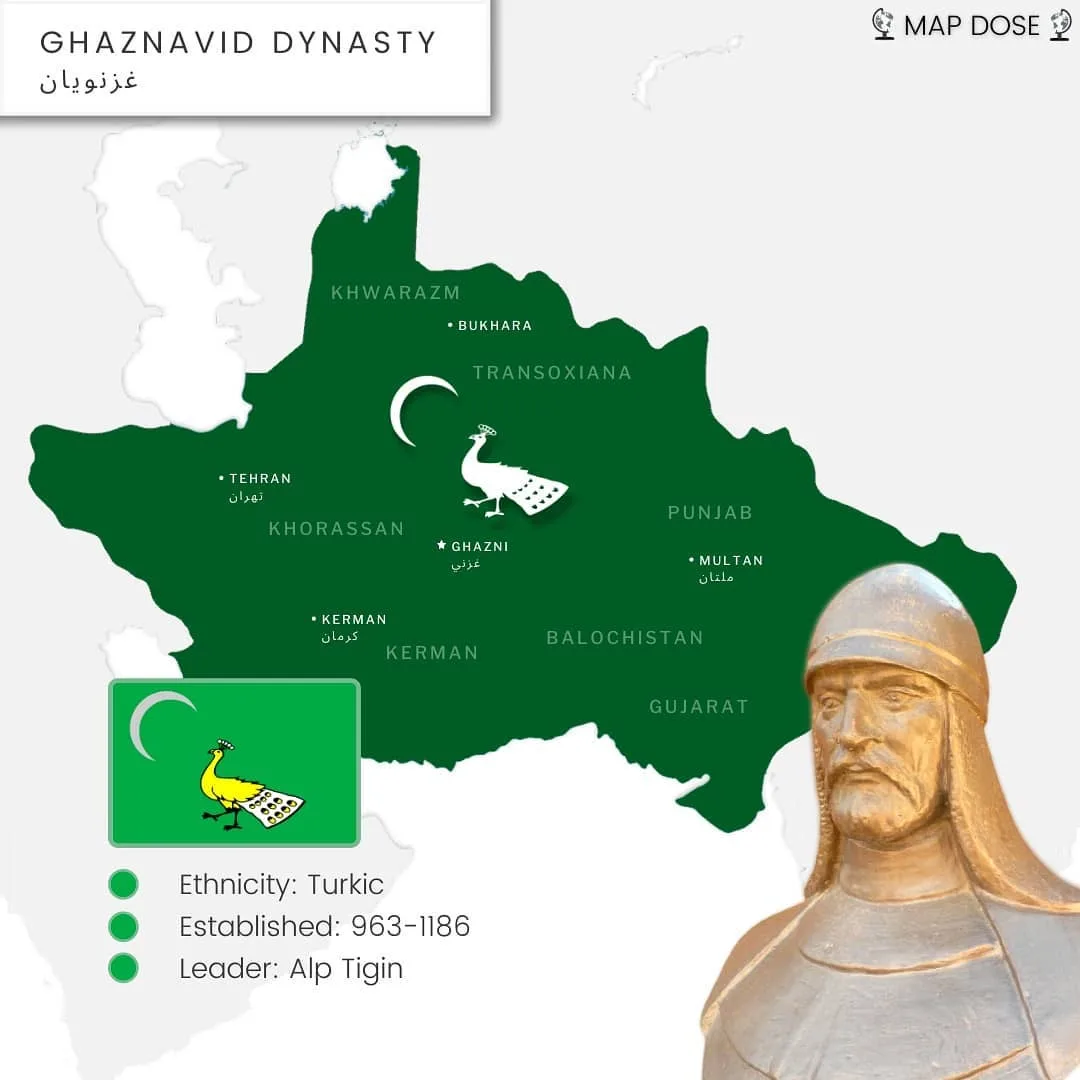 GHAZNAVID DYNASTY
غزنویان
MAP DOSE
KHWARAZM
BUKHARA
TRANSOXIANA
TEHRAN
تهران
KHORASSAN
PUNJAB
GHAZNI
غزني
MULTAN
ملتان
KERMAN
کرمان
KERMAN
BALOCHISTAN
GUJARAT
Ethnicity: Turkic
Established: 963-1186
Leader: Alp Tigin